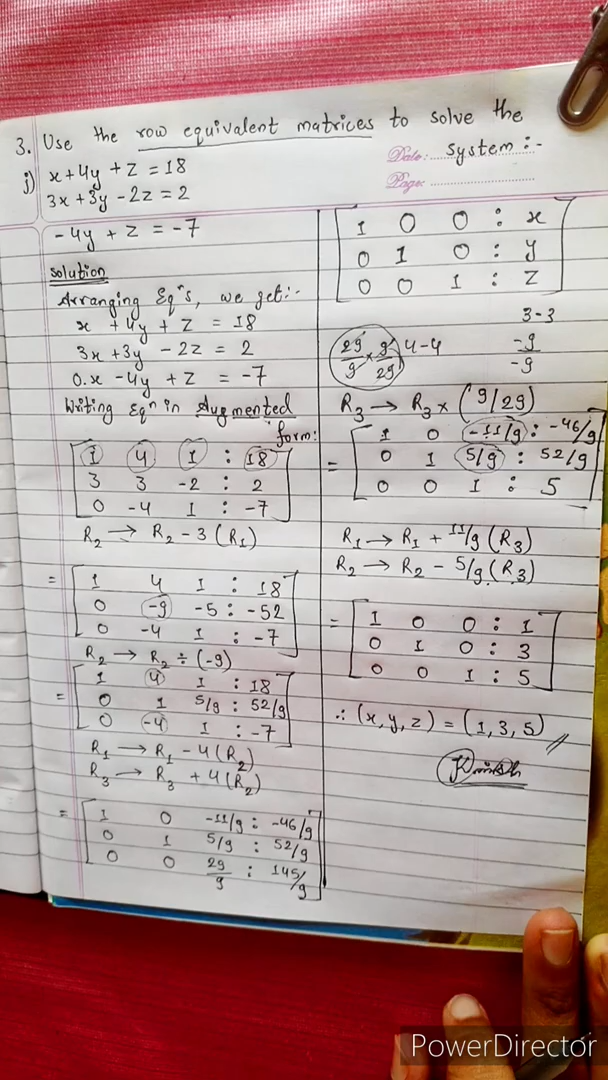 3. Use the row equivalent matrices to solve the
system :-
Date:
Page:
j) x + 4y + z = 18
3x + 3y - 2z = 2
-4y + z = -7
solution
Arranging Eqⁿs, we get:-
x + 4y + z = 18
3x + 3y - 2z = 2
0.x - 4y + z = -7
Writing Eqⁿ in Augmented
form:
1 4 1 : 18
3 3 -2 : 2
0 -4 1 : -7
R₂ → R₂ - 3(R₁)
= 1 4 1 : 18
0 -9 -5 : -52
0 -4 1 : -7
R₂ → R₂ ÷ (-9)
= 1 4 1 : 18
0 1 5/9 : 52/9
0 -4 1 : -7
R₁ → R₁ - 4(R₂)
R₃ → R₃ + 4(R₂)
= 1 0 -11/9 : -46/9
0 1 5/9 : 52/9
0 0 29/9 : 145/9
1 0 0 : x
0 1 0 : y
0 0 1 : z
3-3
29/9 × 9/29 4-4 -9
-9
R₃ → R₃ × (9/29)
= 1 0 -11/9 : -46/9
0 1 5/9 : 52/9
0 0 1 : 5
R₁ → R₁ + 11/9 (R₃)
R₂ → R₂ - 5/9 (R₃)
= 1 0 0 : 1
0 1 0 : 3
0 0 1 : 5
∴ (x, y, z) = (1, 3, 5)
PowerDirector